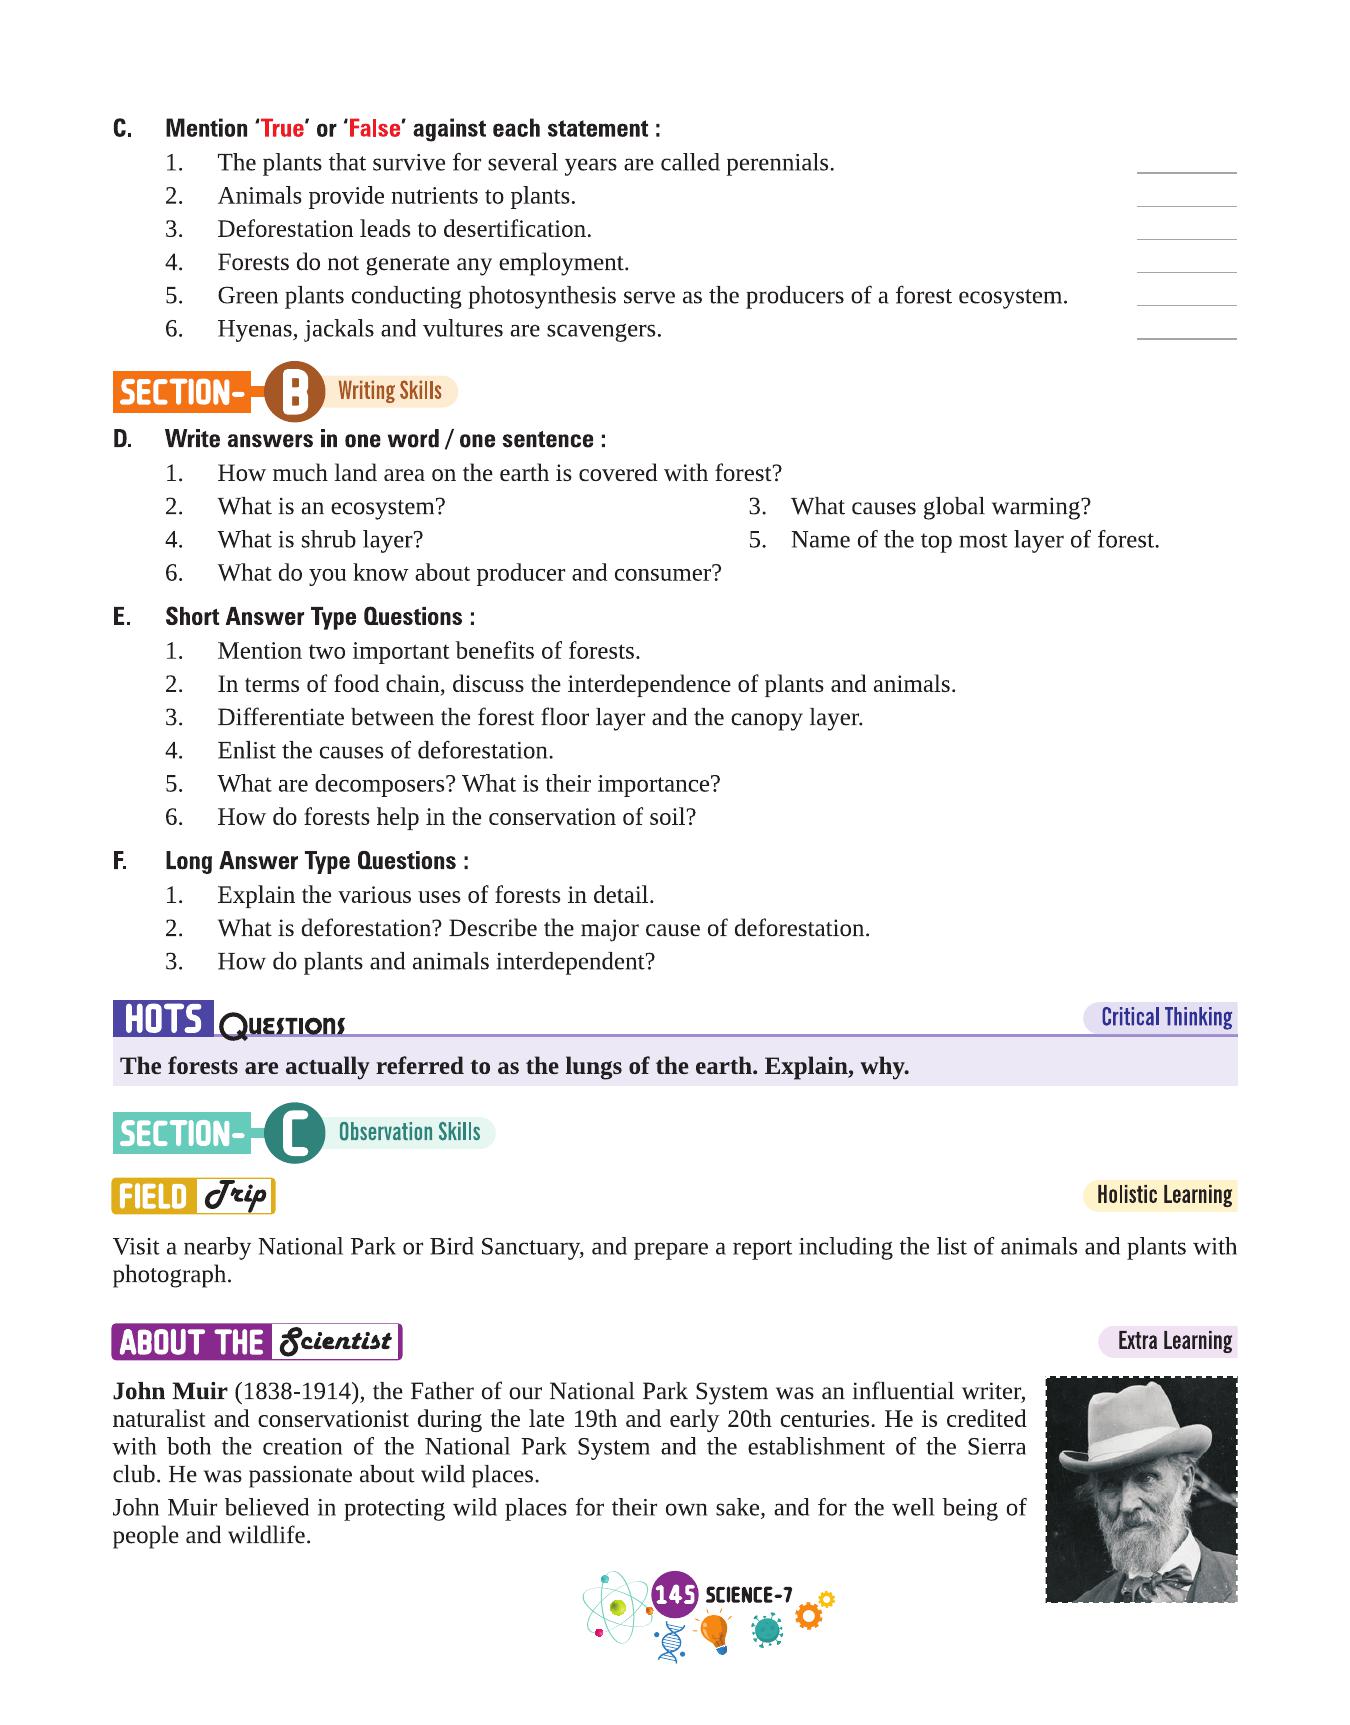 C. Mention ‘True’ or ‘False’ against each statement :
1. The plants that survive for several years are called perennials. ________
2. Animals provide nutrients to plants. ________
3. Deforestation leads to desertification. ________
4. Forests do not generate any employment. ________
5. Green plants conducting photosynthesis serve as the producers of a forest ecosystem. ________
6. Hyenas, jackals and vultures are scavengers. ________
SECTION- B Writing Skills
D. Write answers in one word / one sentence :
1. How much land area on the earth is covered with forest?
2. What is an ecosystem? 3. What causes global warming?
4. What is shrub layer? 5. Name of the top most layer of forest.
6. What do you know about producer and consumer?
E. Short Answer Type Questions :
1. Mention two important benefits of forests.
2. In terms of food chain, discuss the interdependence of plants and animals.
3. Differentiate between the forest floor layer and the canopy layer.
4. Enlist the causes of deforestation.
5. What are decomposers? What is their importance?
6. How do forests help in the conservation of soil?
F. Long Answer Type Questions :
1. Explain the various uses of forests in detail.
2. What is deforestation? Describe the major cause of deforestation.
3. How do plants and animals interdependent?
HOTS Questions Critical Thinking
The forests are actually referred to as the lungs of the earth. Explain, why.
SECTION- C Observation Skills
FIELD Trip Holistic Learning
Visit a nearby National Park or Bird Sanctuary, and prepare a report including the list of animals and plants with
photograph.
ABOUT THE Scientist Extra Learning
John Muir (1838-1914), the Father of our National Park System was an influential writer,
naturalist and conservationist during the late 19th and early 20th centuries. He is credited
with both the creation of the National Park System and the establishment of the Sierra
club. He was passionate about wild places.
John Muir believed in protecting wild places for their own sake, and for the well being of
people and wildlife.
145 SCIENCE-7